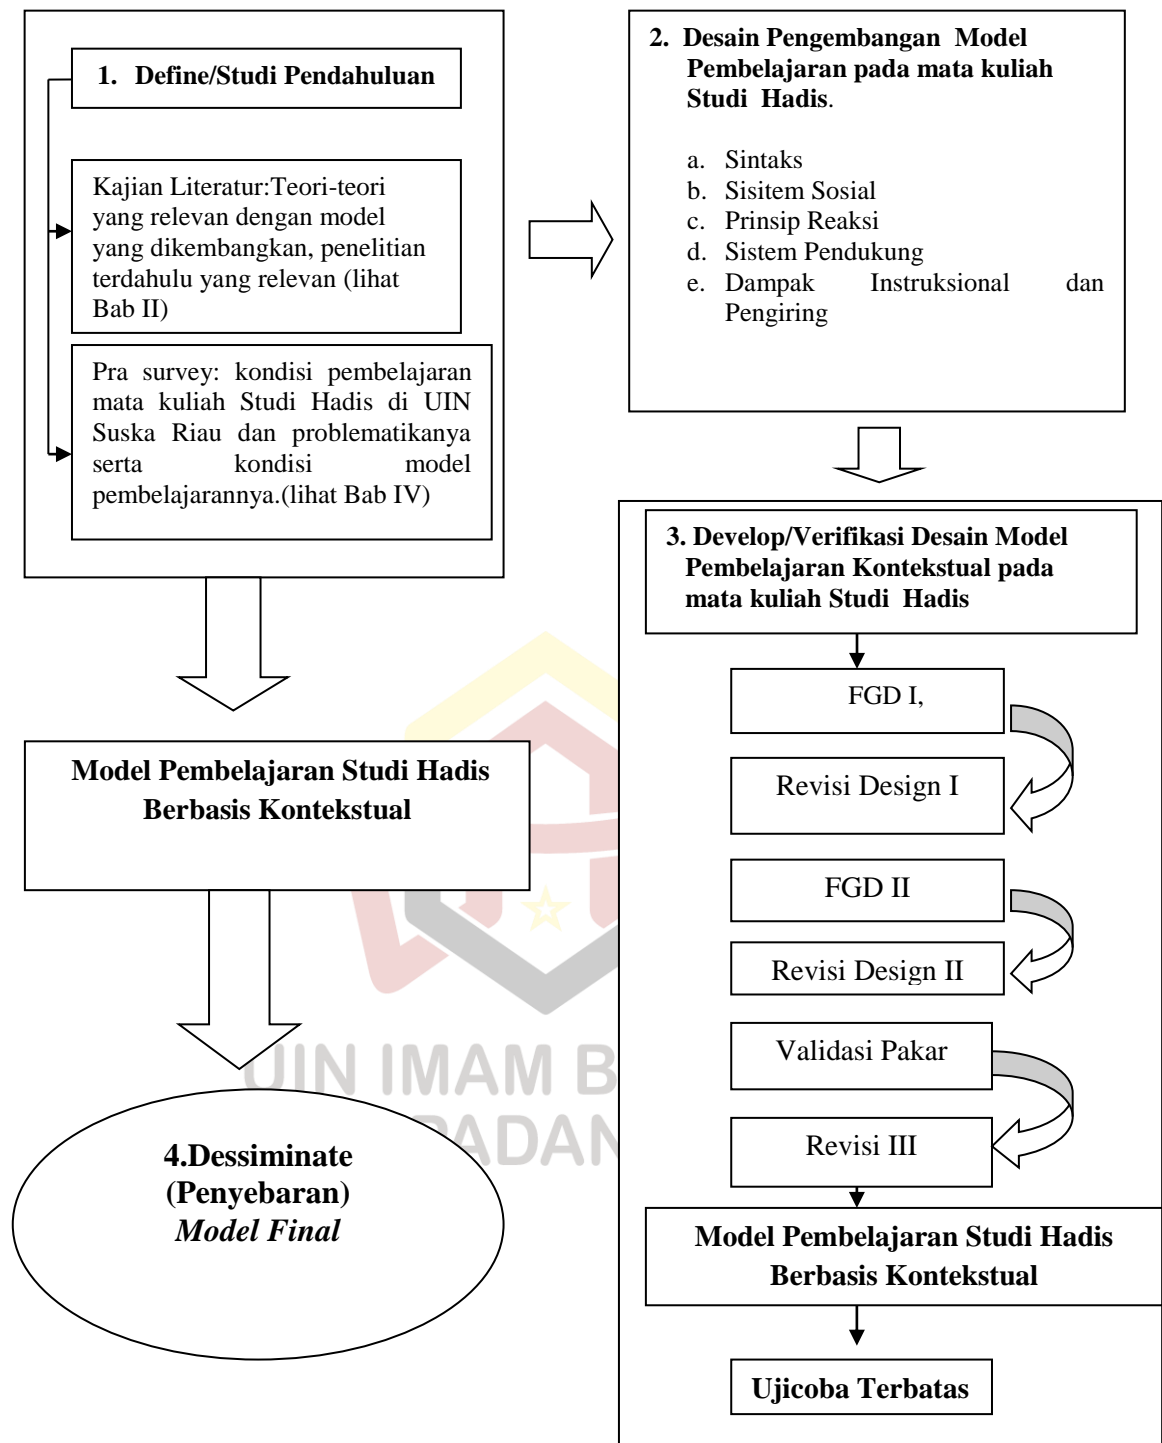 1. Define/Studi Pendahuluan
Kajian Literatur:Teori-teori
yang relevan dengan model
yang dikembangkan, penelitian
terdahulu yang relevan (lihat
Bab II)
Pra survey: kondisi pembelajaran
mata kuliah Studi Hadis di UIN
Suska Riau dan problematikanya
serta kondisi model
pembelajarannya.(lihat Bab IV)
2. Desain Pengembangan Model
Pembelajaran pada mata kuliah
Studi Hadis.
a. Sintaks
b. Sisitem Sosial
c. Prinsip Reaksi
d. Sistem Pendukung
e. Dampak Instruksional dan
Pengiring
3. Develop/Verifikasi Desain Model
Pembelajaran Kontekstual pada
mata kuliah Studi Hadis
FGD I,
Revisi Design I
FGD II
Revisi Design II
Validasi Pakar
Revisi III
Model Pembelajaran Studi Hadis
Berbasis Kontekstual
Ujicoba Terbatas
Model Pembelajaran Studi Hadis
Berbasis Kontekstual
4.Dessiminate
(Penyebaran)
Model Final
UIN IMAM B
PADAN